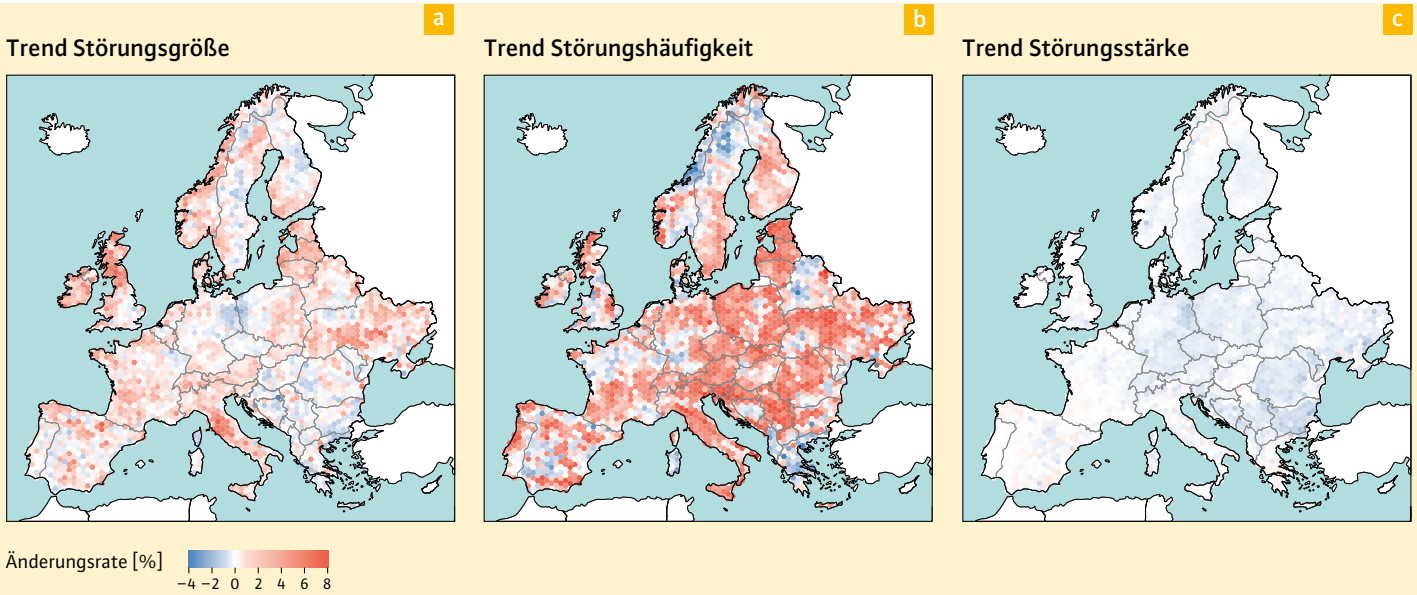 a
Trend Störungsgröße
b
Trend Störungshäufigkeit
c
Trend Störungsstärke
Änderungsrate [%]
−4 −2 0 2 4 6 8